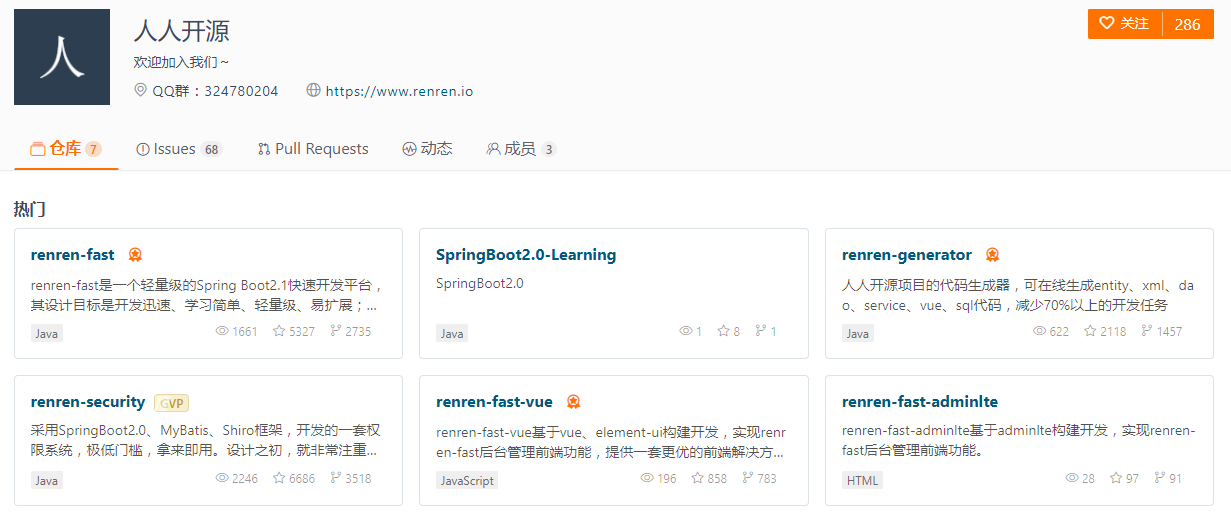 人
人人开源
关注 286
欢迎加入我们～
QQ群：324780204 https://www.renren.io
仓库 7 Issues 68 Pull Requests 动态 成员 3
热门
renren-fast
renren-fast是一个轻量级的Spring Boot2.1快速开发平台，
其设计目标是开发迅速、学习简单、轻量级、易扩展；...
Java 1661 5327 2735
SpringBoot2.0-Learning
SpringBoot2.0
Java 1 8 1
renren-generator
人人开源项目的代码生成器，可在线生成entity、xml、da
o、service、vue、sql代码，减少70%以上的开发任务
Java 622 2118 1457
renren-security GVP
采用SpringBoot2.0、MyBatis、Shiro框架，开发的一套权
限系统，极低门槛，拿来即用。设计之初，就非常注重...
Java 2246 6686 3518
renren-fast-vue
renren-fast-vue基于vue、element-ui构建开发，实现renr
en-fast后台管理前端功能，提供一套更优的前端解决方...
JavaScript 196 858 783
renren-fast-adminlte
renren-fast-adminlte基于adminlte构建开发，实现renren-
fast后台管理前端功能。
HTML 28 97 91